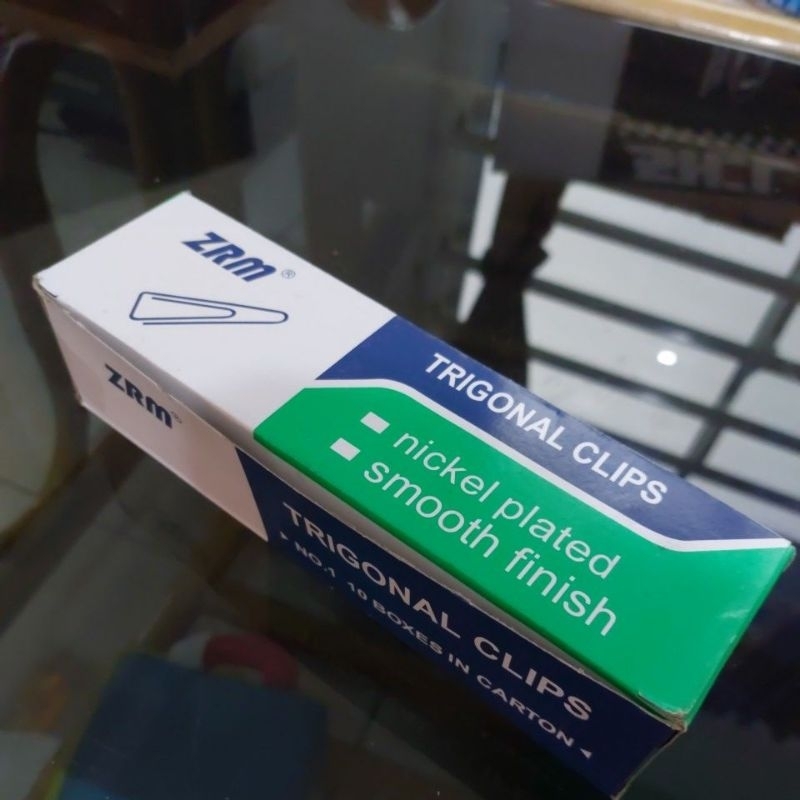 ZRM®
TRIGONAL CLIPS
nickel plated
smooth finish
ZRM®
TRIGONAL CLIPS
NO.1 10 BOXES IN CARTON